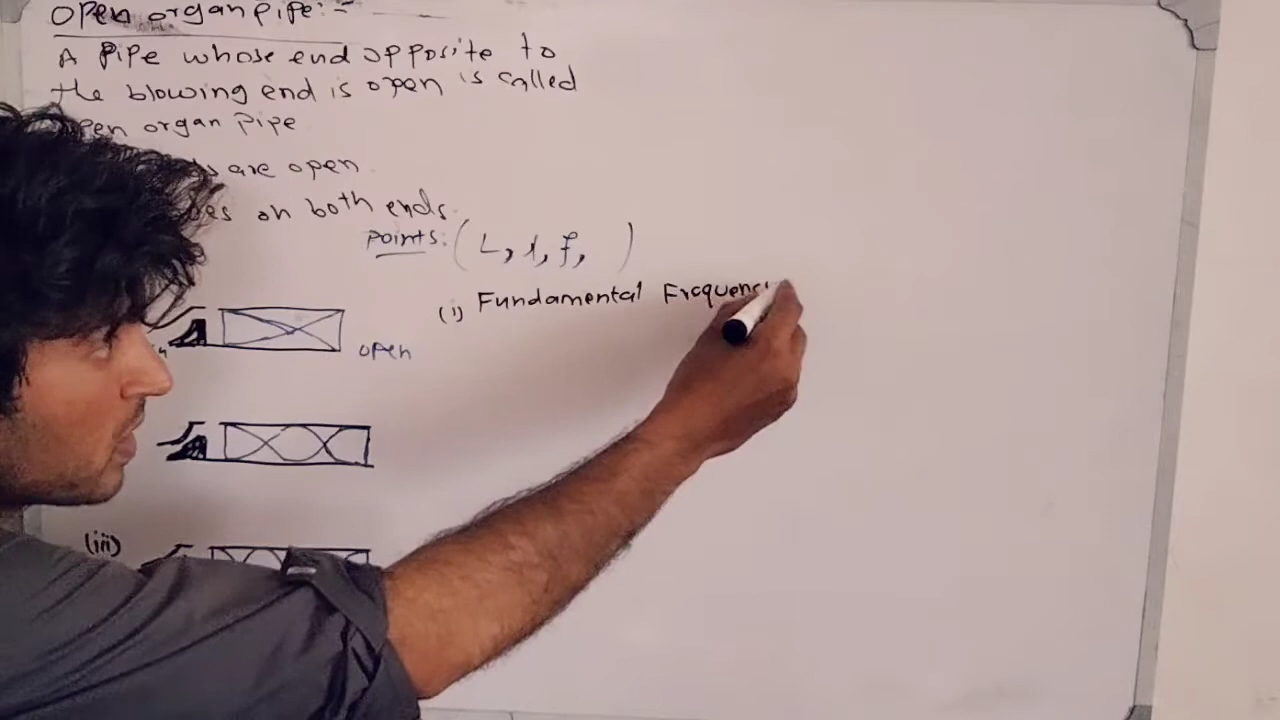 Open organ pipe:-
A Pipe whose end opposite to
the blowing end is open is called
organ pipe
are open
on both ends.
Points: ( L, λ, f, )
(i) Fundamental Frequenc
open
(iii)